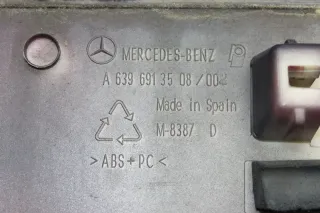 MERCEDES-BENZ
A 639 691 35 08/002
Made in Spain
M-8387 D
>ABS+PC<